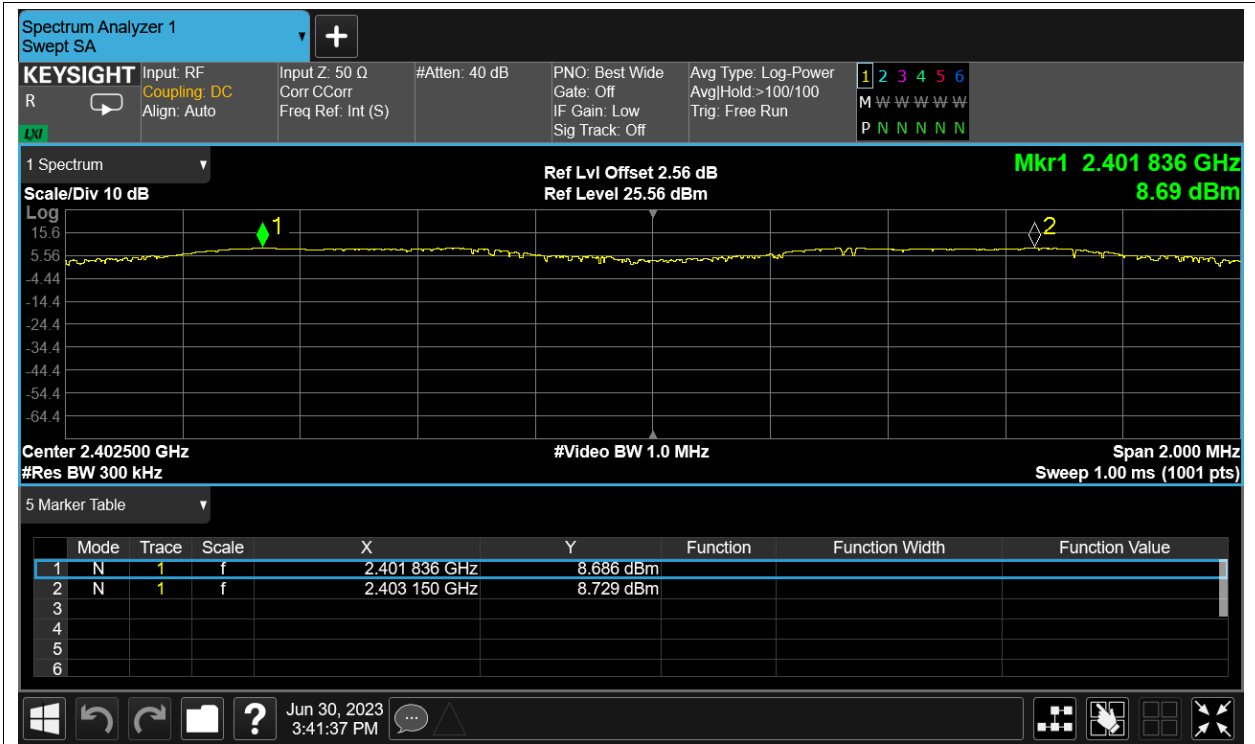 Spectrum Analyzer 1
Swept SA
KEYSIGHT
R
LXI
Input: RF
Coupling: DC
Align: Auto
Input Z: 50 Ω
Corr CCorr
Freq Ref: Int (S)
#Atten: 40 dB
PNO: Best Wide
Gate: Off
IF Gain: Low
Sig Track: Off
Avg Type: Log-Power
Avg|Hold:>100/100
Trig: Free Run
1 2 3 4 5 6
M W W W W W
P N N N N N
1 Spectrum
Scale/Div 10 dB
Ref Lvl Offset 2.56 dB
Ref Level 25.56 dBm
Mkr1 2.401 836 GHz
8.69 dBm
Log
15.6
5.56
-4.44
-14.4
-24.4
-34.4
-44.4
-54.4
-64.4
1
2
Center 2.402500 GHz
#Video BW 1.0 MHz
Span 2.000 MHz
#Res BW 300 kHz
Sweep 1.00 ms (1001 pts)
5 Marker Table
Mode Trace Scale X Y Function Function Width Function Value
1 N 1 f 2.401 836 GHz 8.686 dBm
2 N 1 f 2.403 150 GHz 8.729 dBm
3
4
5
6
?
Jun 30, 2023
3:41:37 PM